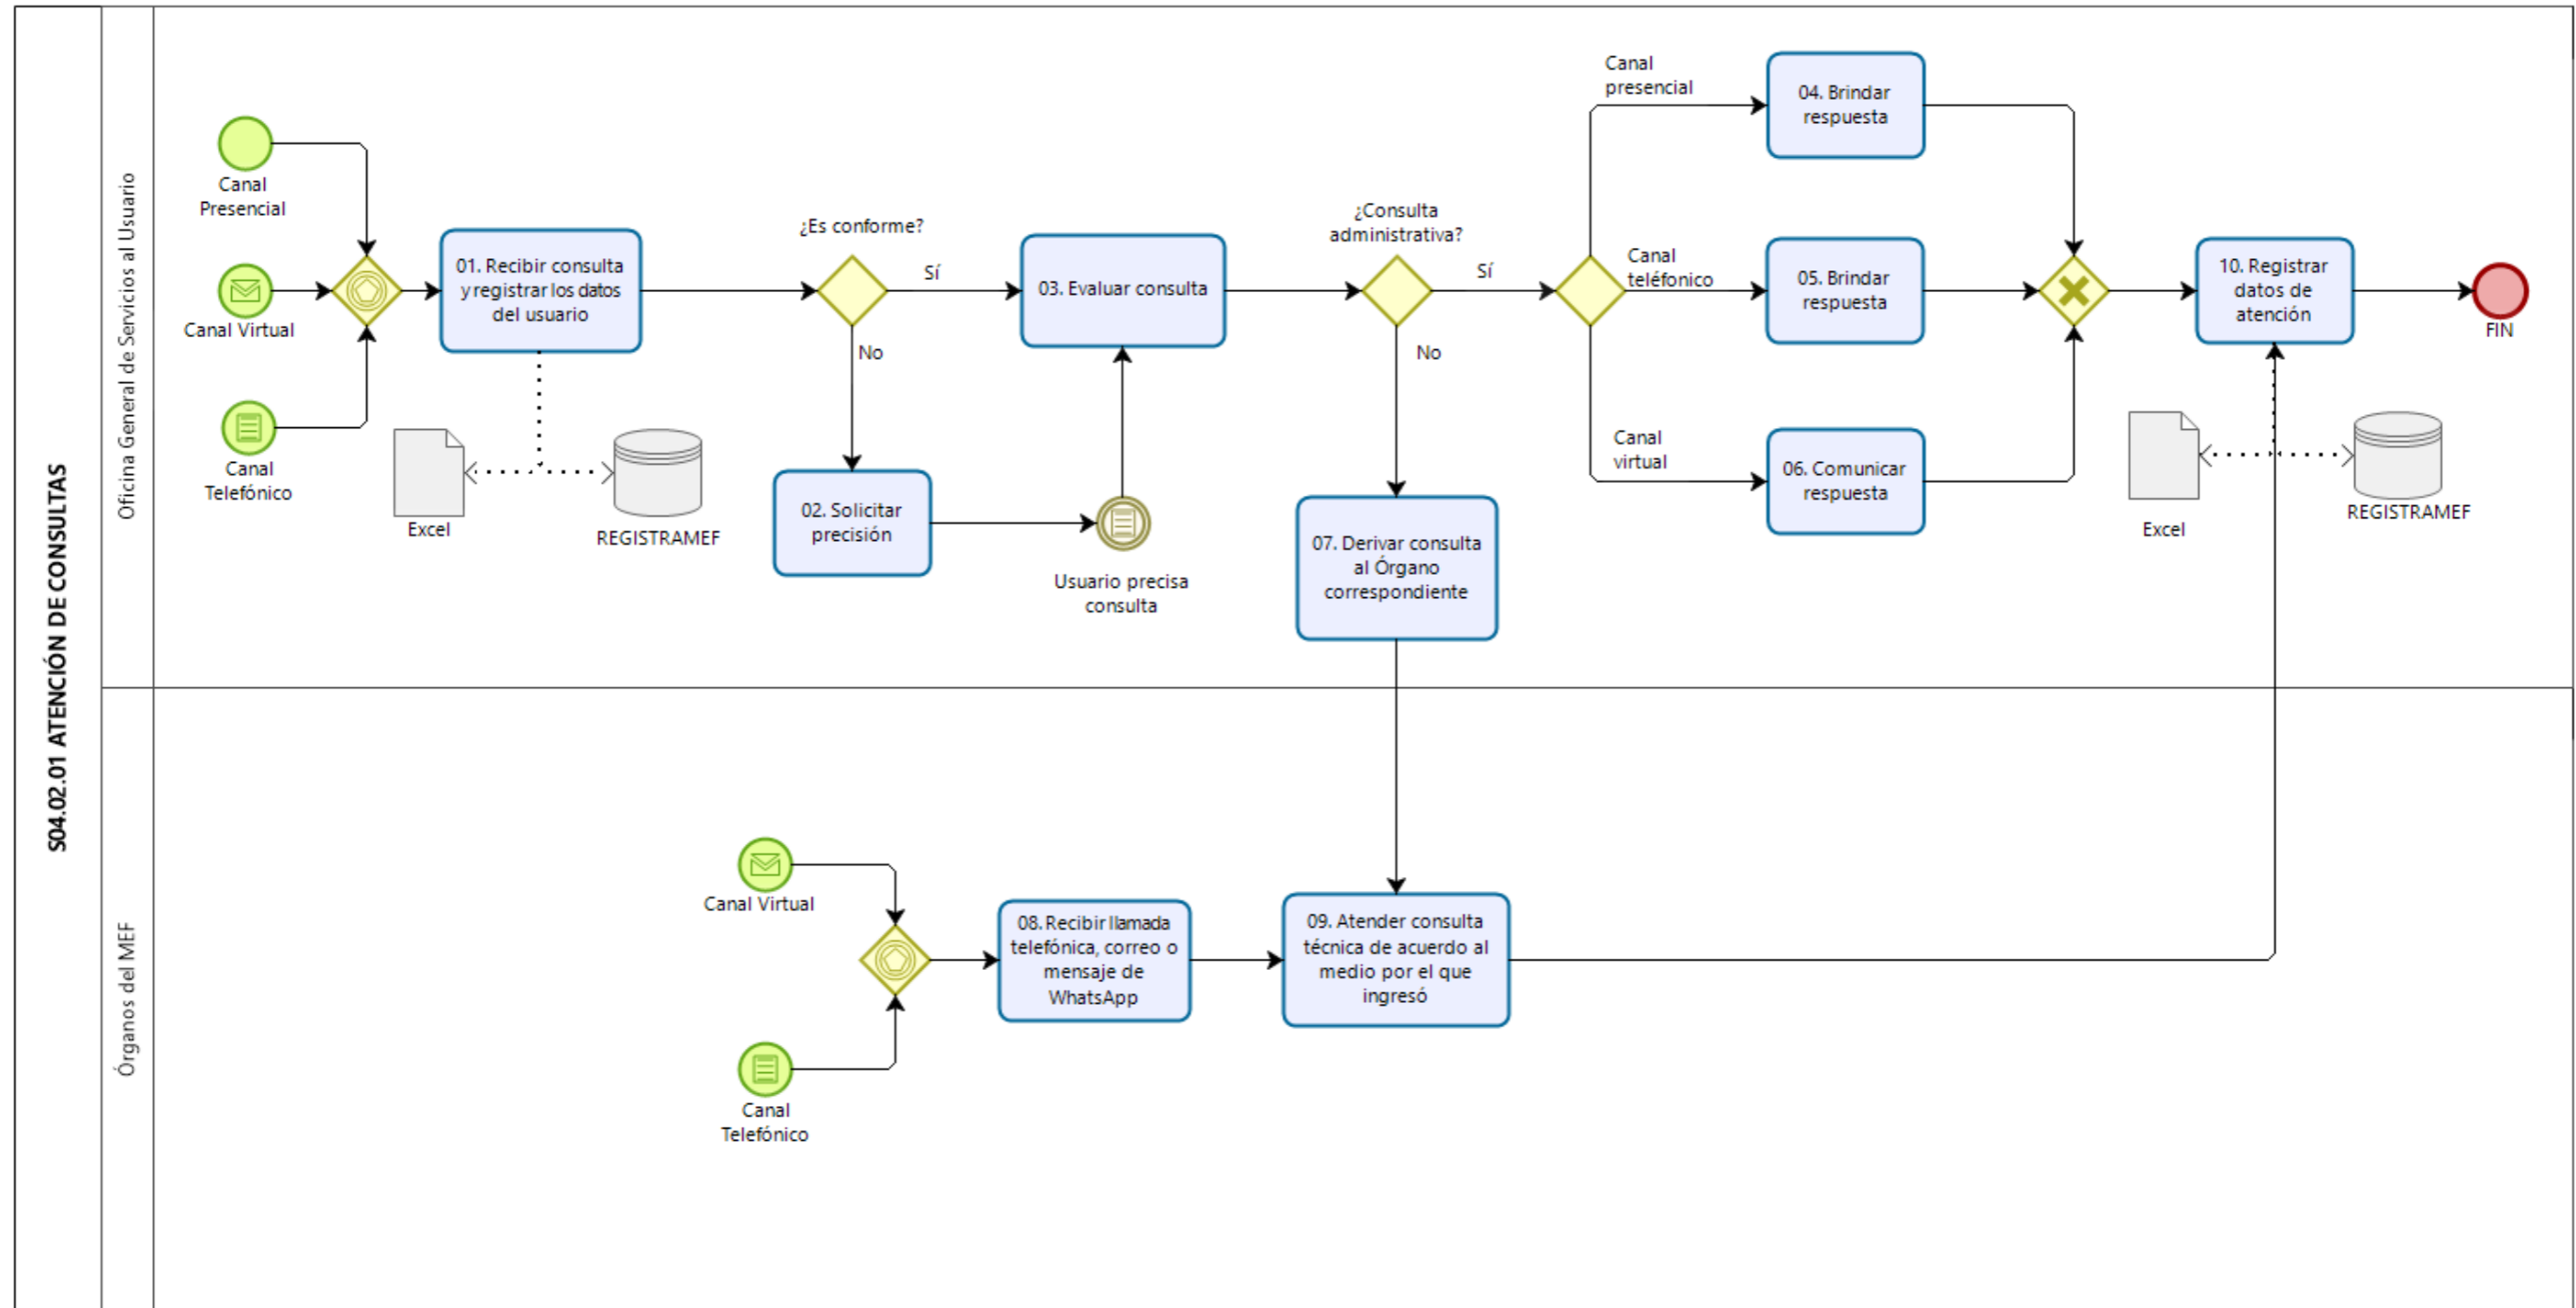 S04.02.01 ATENCIÓN DE CONSULTAS
Oficina General de Servicios al Usuario
Canal
Presencial
Canal Virtual
Canal
Telefónico
01. Recibir consulta
y registrar los datos
del usuario
Excel
REGISTRAMEF
¿Es conforme?
Sí
No
02. Solicitar
precisión
Usuario precisa
consulta
03. Evaluar consulta
¿Consulta
administrativa?
Sí
No
07. Derivar consulta
al Órgano
correspondiente
Canal
presencial
04. Brindar
respuesta
Canal
teléfonico
05. Brindar
respuesta
Canal
virtual
06. Comunicar
respuesta
10. Registrar
datos de
atención
Excel
REGISTRAMEF
FIN
Órganos del MEF
Canal Virtual
Canal
Telefónico
08. Recibir llamada
telefónica, correo o
mensaje de
WhatsApp
09. Atender consulta
técnica de acuerdo al
medio por el que
ingresó